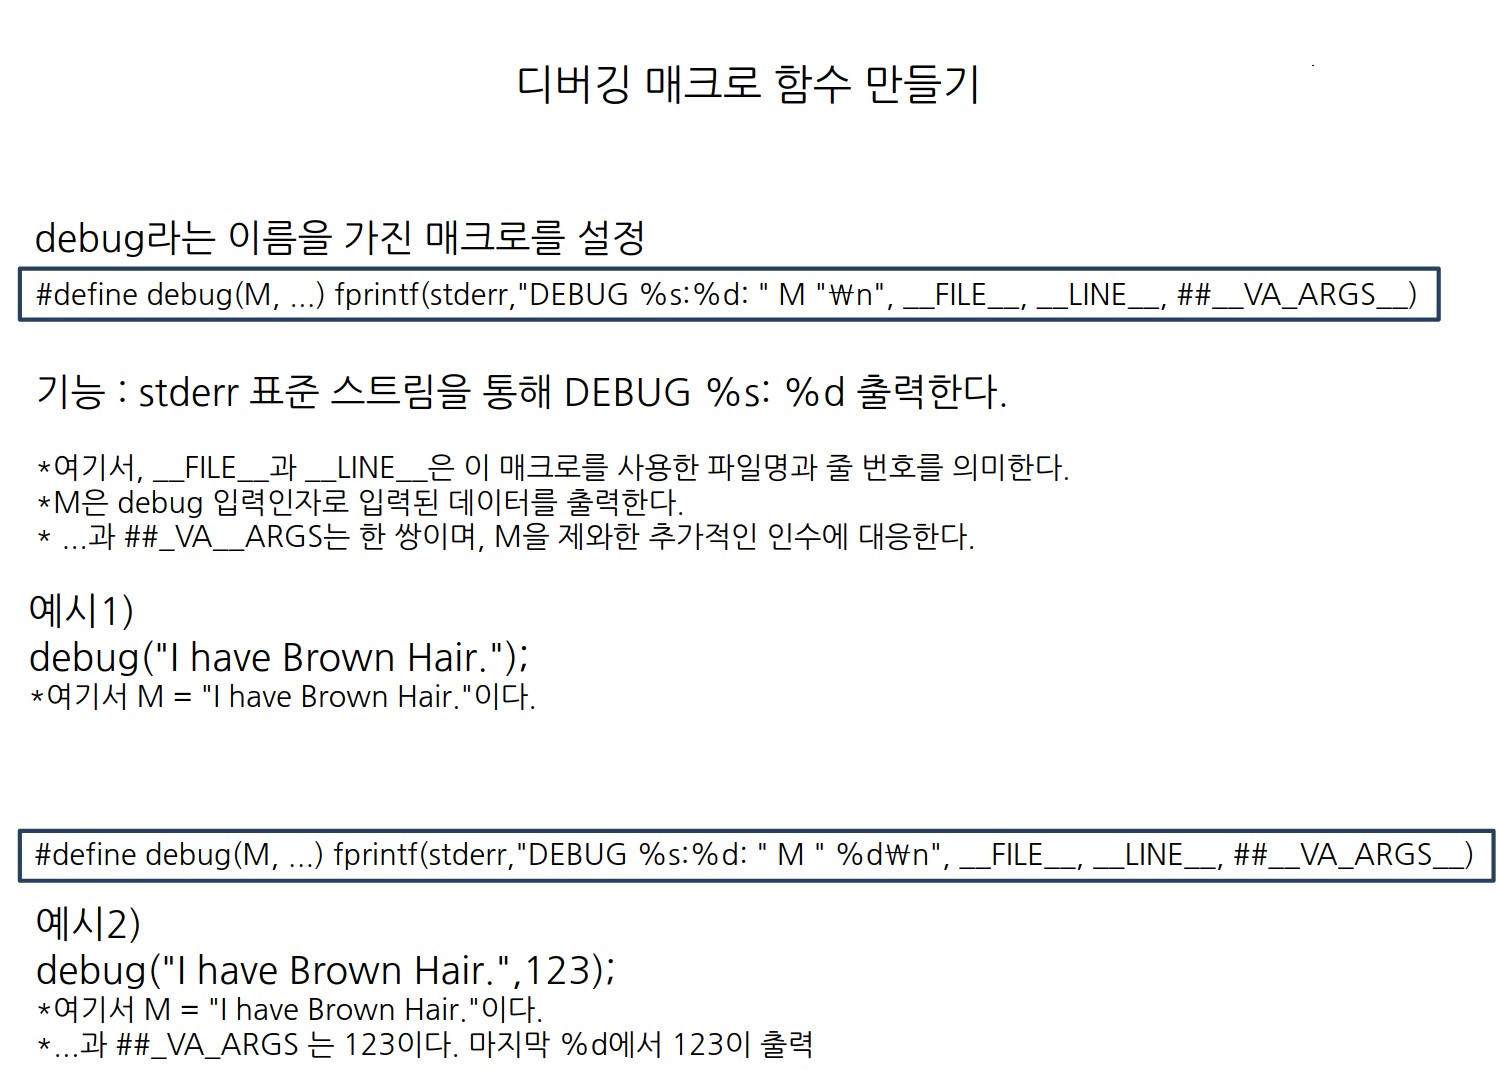 디버깅 매크로 함수 만들기
debug라는 이름을 가진 매크로를 설정
#define debug(M, ...) fprintf(stderr,"DEBUG %s:%d: " M "₩n", __FILE__, __LINE__, ##__VA_ARGS__)
기능 : stderr 표준 스트림을 통해 DEBUG %s: %d 출력한다.
*여기서, __FILE__과 __LINE__은 이 매크로를 사용한 파일명과 줄 번호를 의미한다.
*M은 debug 입력인자로 입력된 데이터를 출력한다.
* ...과 ##_VA__ARGS는 한 쌍이며, M을 제와한 추가적인 인수에 대응한다.
예시1)
debug("I have Brown Hair.");
*여기서 M = "I have Brown Hair."이다.
#define debug(M, ...) fprintf(stderr,"DEBUG %s:%d: " M " %d₩n", __FILE__, __LINE__, ##__VA_ARGS__)
예시2)
debug("I have Brown Hair.",123);
*여기서 M = "I have Brown Hair."이다.
*...과 ##_VA_ARGS 는 123이다. 마지막 %d에서 123이 출력